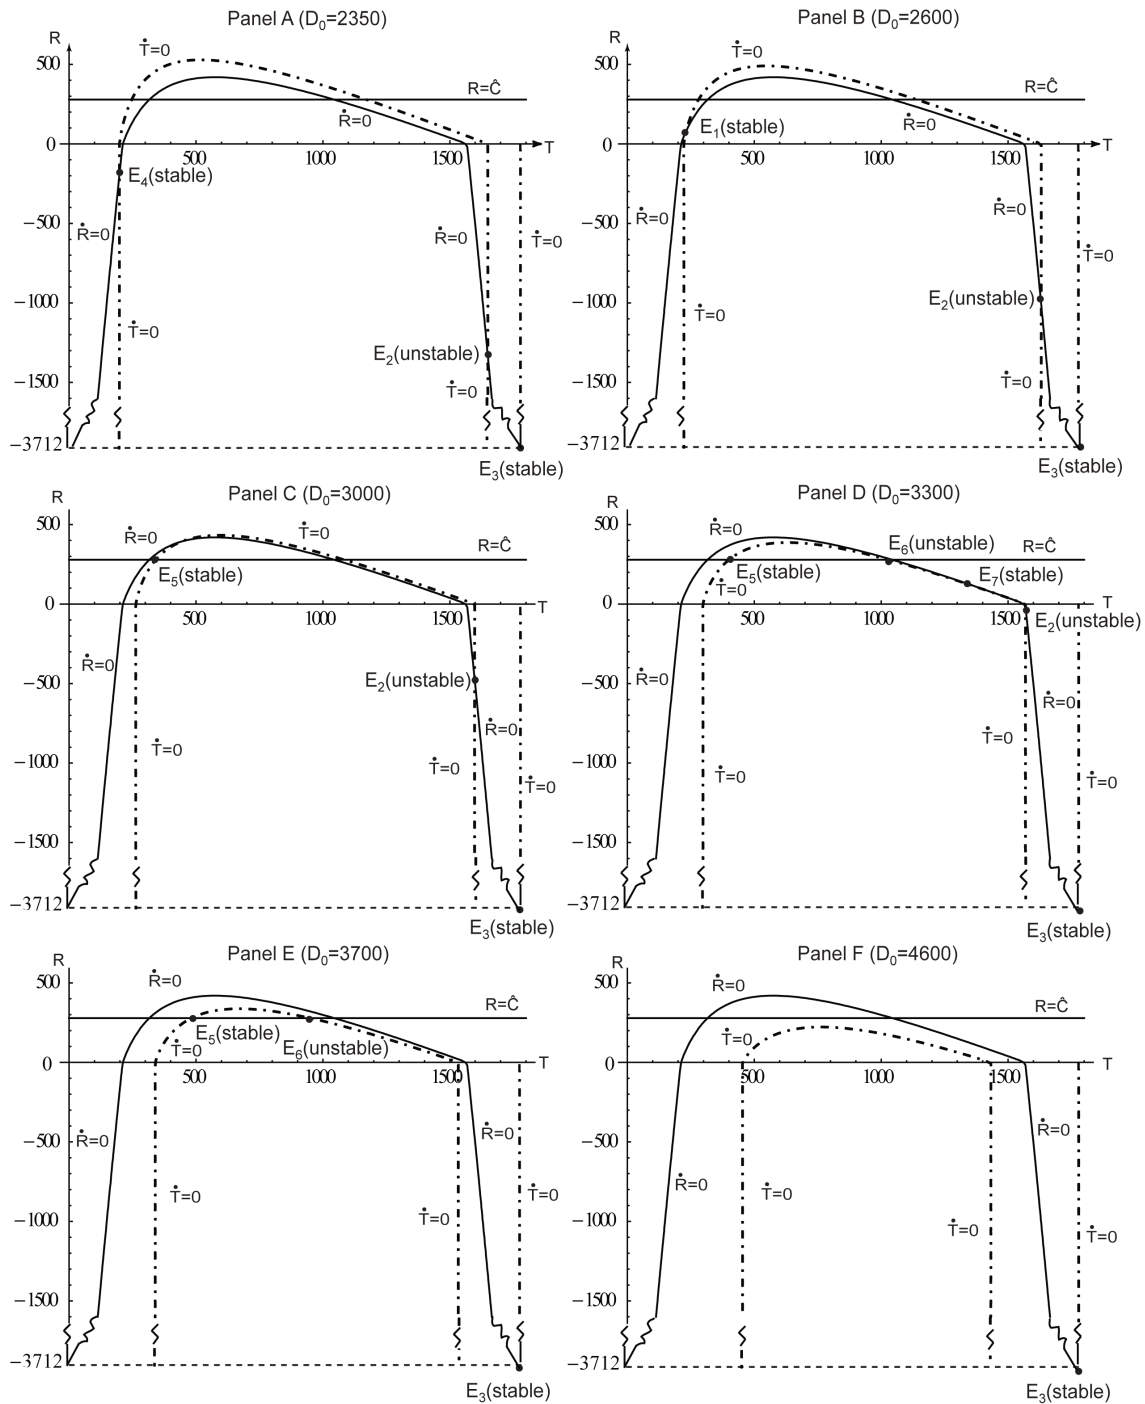 Panel A (D₀=2350)
R
Ṫ=0
500
R=Ĉ
Ṙ=0
0
500
1000
1500
T
E₄(stable)
−500
Ṙ=0
Ṙ=0
Ṫ=0
−1000
Ṫ=0
E₂(unstable)
−1500
Ṫ=0
−3712
E₃(stable)
Panel B (D₀=2600)
R
Ṫ=0
500
R=Ĉ
E₁(stable)
Ṙ=0
0
500
1000
1500
T
−500
Ṙ=0
Ṙ=0
Ṫ=0
−1000
E₂(unstable)
Ṫ=0
−1500
Ṫ=0
−3712
E₃(stable)
Panel C (D₀=3000)
R
500
Ṙ=0
Ṫ=0
R=Ĉ
E₅(stable)
0
500
1000
1500
T
Ṙ=0
−500
E₂(unstable)
Ṙ=0
Ṫ=0
−1000
Ṫ=0
Ṫ=0
−1500
−3712
E₃(stable)
Panel D (D₀=3300)
R
500
Ṙ=0
E₆(unstable)
R=Ĉ
E₅(stable)
E₇(stable)
Ṫ=0
0
500
1000
1500
T
E₂(unstable)
−500
Ṙ=0
Ṙ=0
Ṫ=0
−1000
Ṫ=0
Ṫ=0
−1500
−3712
E₃(stable)
Panel E (D₀=3700)
R
500
Ṙ=0
R=Ĉ
E₅(stable)
Ṫ=0
E₆(unstable)
0
500
1000
1500
T
−500
Ṙ=0
Ṙ=0
Ṫ=0
Ṫ=0
−1000
Ṫ=0
−1500
−3712
E₃(stable)
Panel F (D₀=4600)
R
500
Ṙ=0
R=Ĉ
Ṫ=0
0
500
1000
1500
T
−500
Ṙ=0
Ṙ=0
Ṫ=0
−1000
Ṫ=0
Ṫ=0
−1500
−3712
E₃(stable)